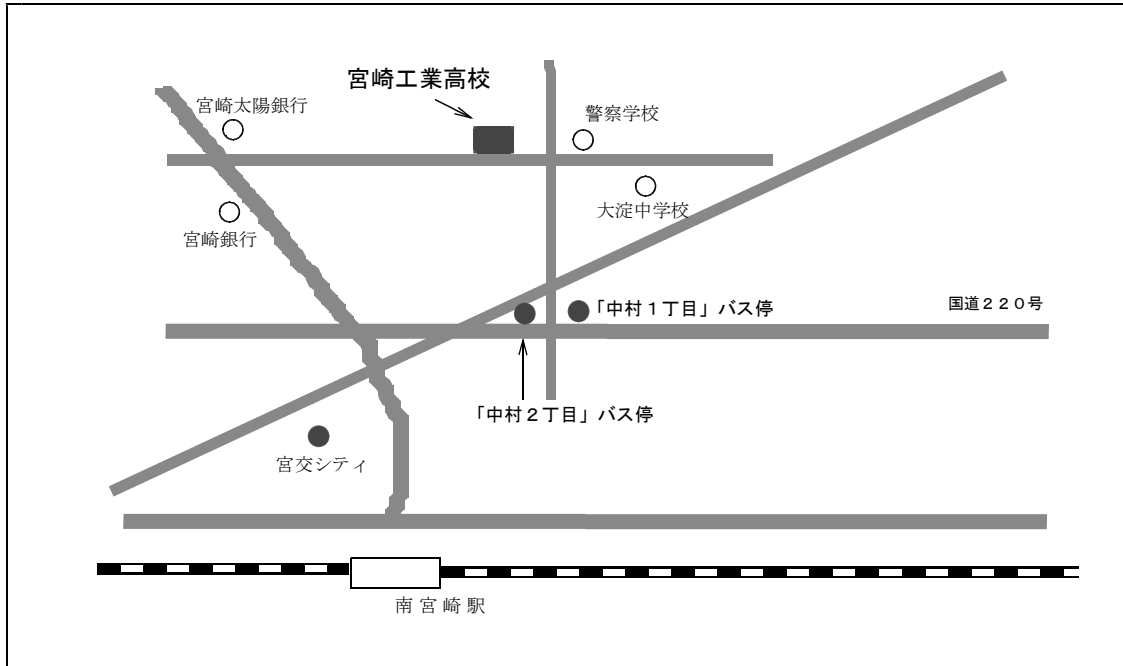 宮崎工業高校
宮崎太陽銀行
警察学校
大淀中学校
宮崎銀行
国道２２０号
「中村１丁目」バス停
「中村２丁目」バス停
宮交シティ
南宮崎駅